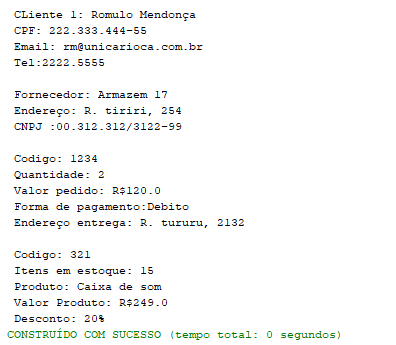 CLiente 1: Romulo Mendonça
CPF: 222.333.444-55
Email: rm@unicarioca.com.br
Tel:2222.5555

Fornecedor: Armazem 17
Endereço: R. tiriri, 254
CNPJ :00.312.312/3122-99

Codigo: 1234
Quantidade: 2
Valor pedido: R$120.0
Forma de pagamento:Debito
Endereço entrega: R. tururu, 2132

Codigo: 321
Itens em estoque: 15
Produto: Caixa de som
Valor Produto: R$249.0
Desconto: 20%
CONSTRUÍDO COM SUCESSO (tempo total: 0 segundos)